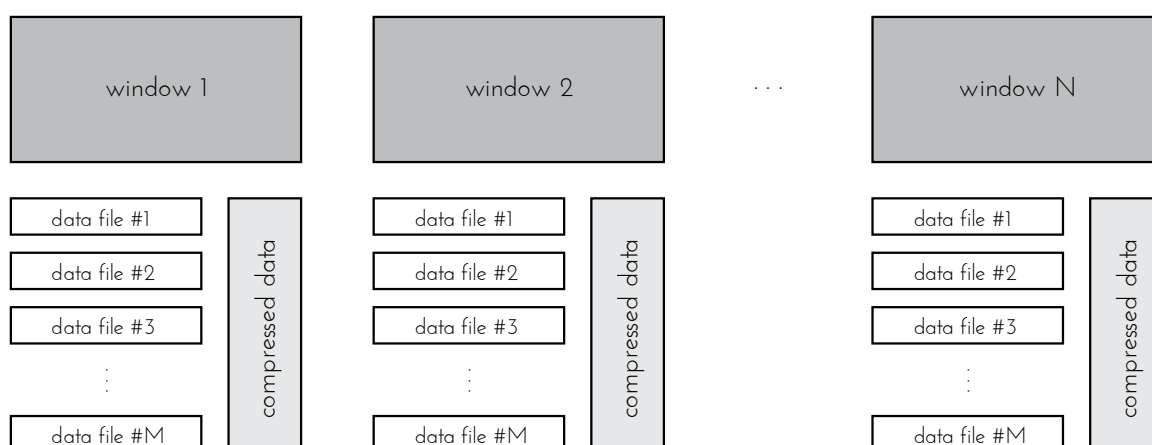 window 1
window 2
. . .
window N
data file #1
data file #2
data file #3
. . .
data file #M
compressed data
data file #1
data file #2
data file #3
. . .
data file #M
compressed data
data file #1
data file #2
data file #3
. . .
data file #M
compressed data